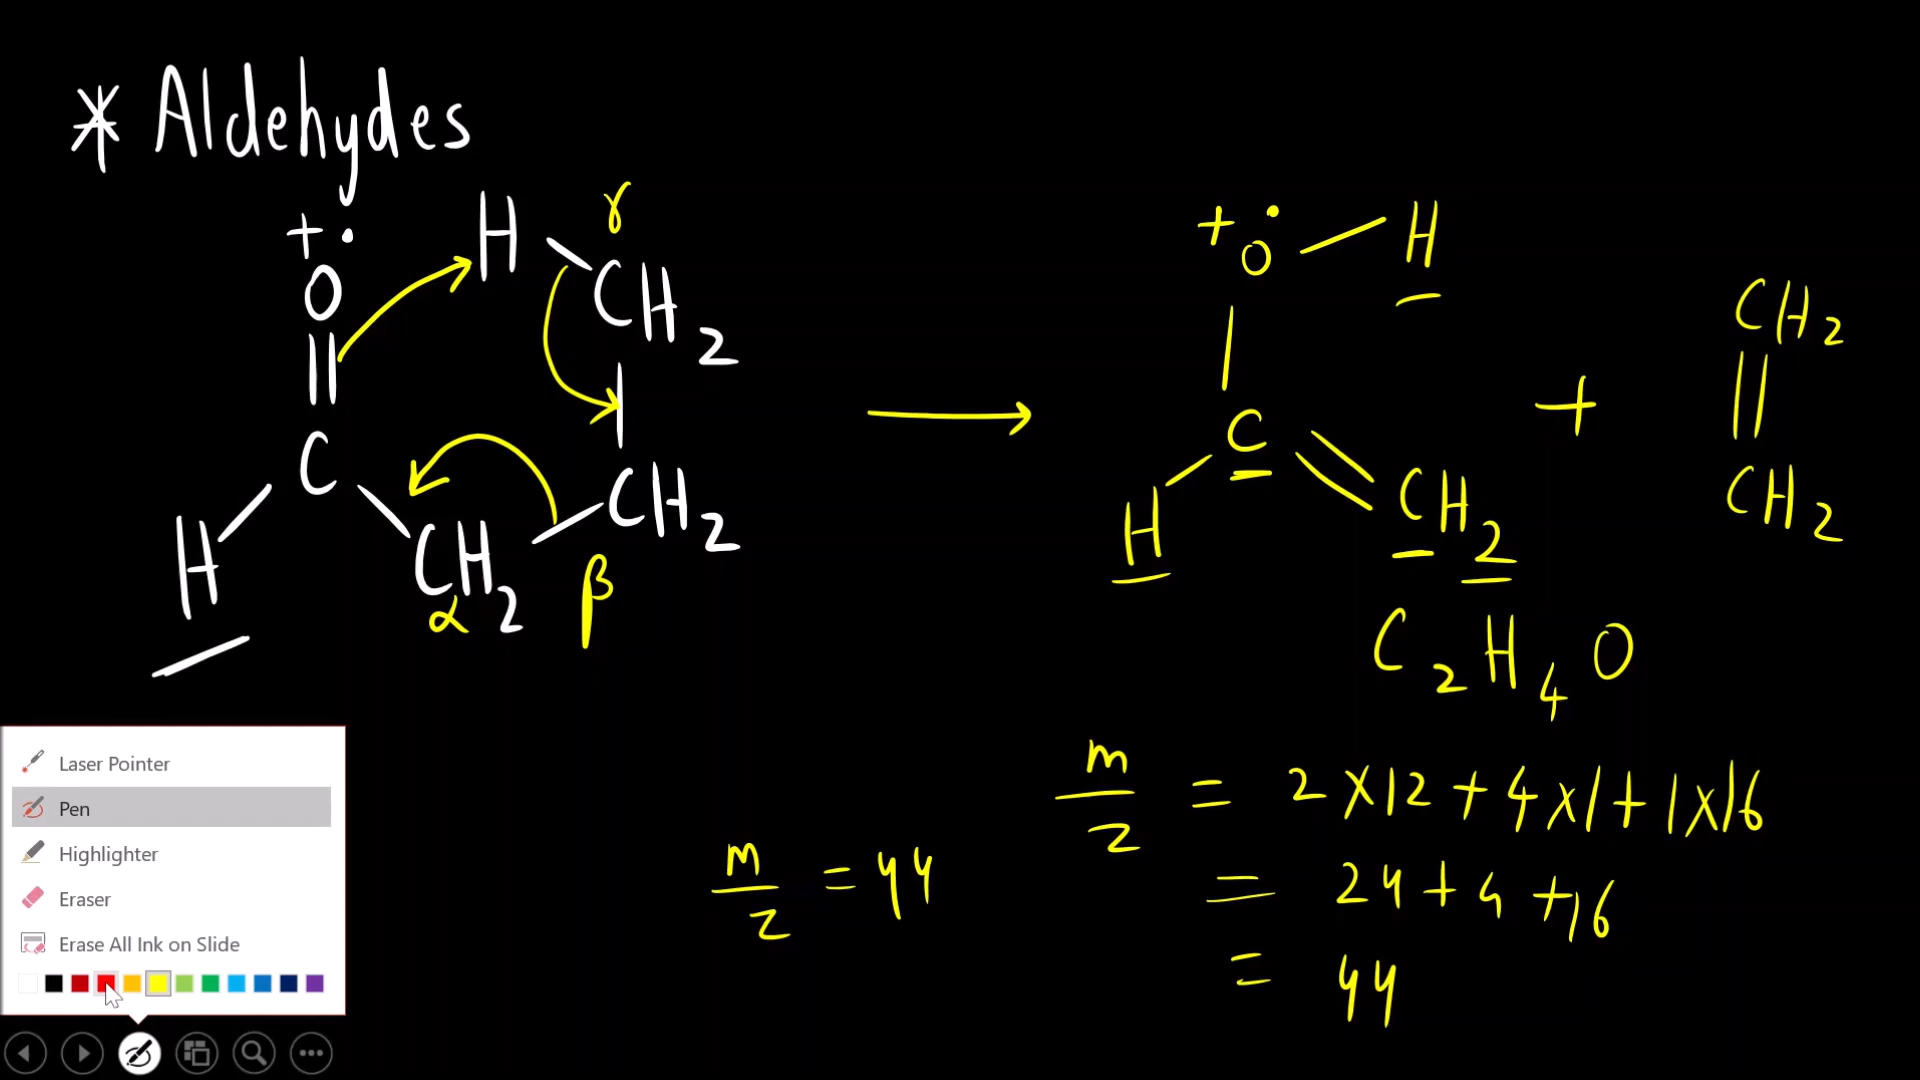 * Aldehydes
+ •
O
H
γ
CH2
C
H
CH2
α
CH2
β
+ •
O
H
C
H
CH2
+
CH2
CH2
C2H4O
m/z = 2 X 12 + 4 x 1 + 1 x 16
= 24 + 4 + 16
= 44
m/z = 44
Laser Pointer
Pen
Highlighter
Eraser
Erase All Ink on Slide